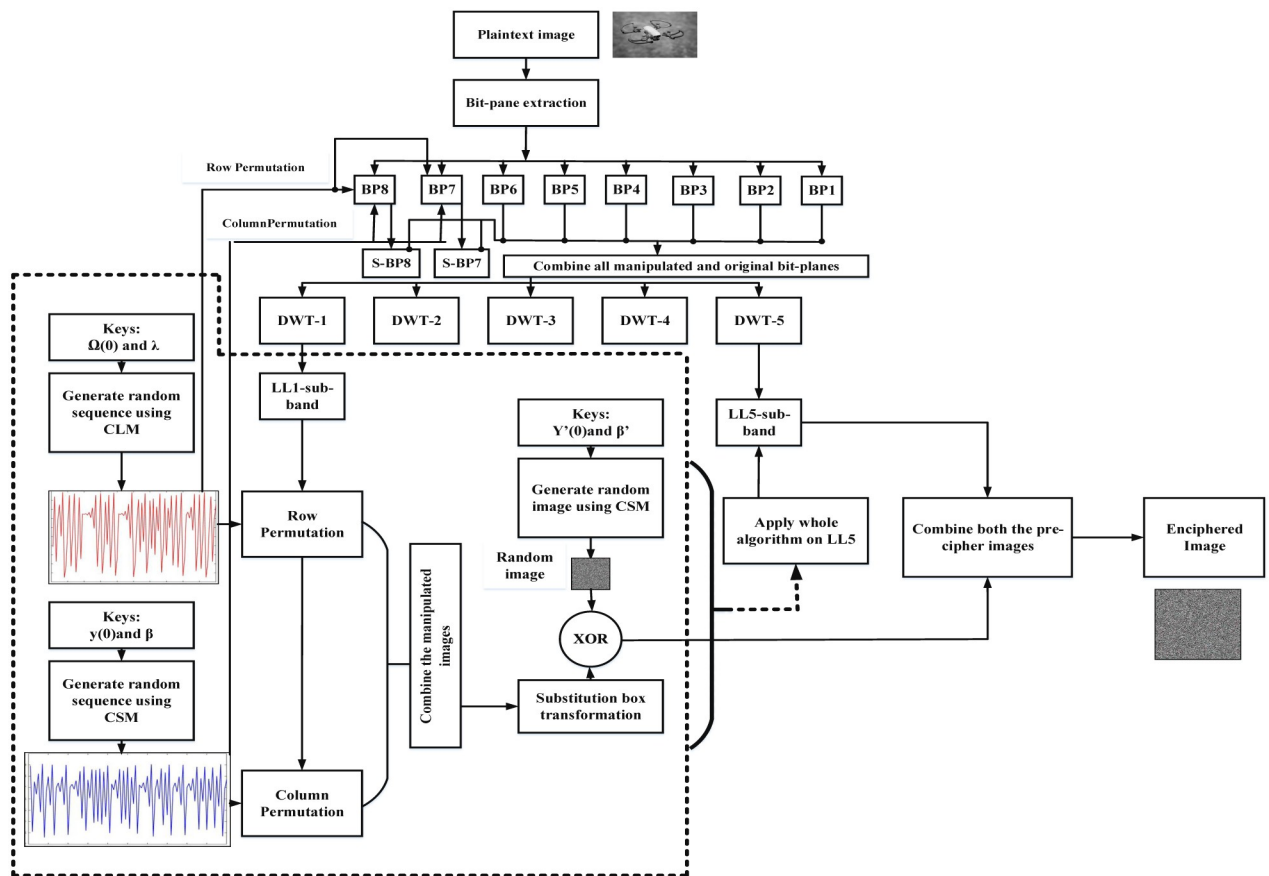 Plaintext image
Bit-pane extraction
Row Permutation
BP8
BP7
BP6
BP5
BP4
BP3
BP2
BP1
ColumnPermutation
S-BP8
S-BP7
Combine all manipulated and original bit-planes
DWT-1
DWT-2
DWT-3
DWT-4
DWT-5
Keys:
Ω(0) and λ
Generate random
sequence using
CLM
LL1-sub-
band
Keys:
Y’(0)and β’
LL5-sub-
band
Row
Permutation
Generate random
image using CSM
Apply whole
algorithm on LL5
Combine both the pre-
cipher images
Enciphered
Image
Random
image
Keys:
y(0)and β
Generate random
sequence using
CSM
Combine the manipulated
images
XOR
Substitution box
transformation
Column
Permutation